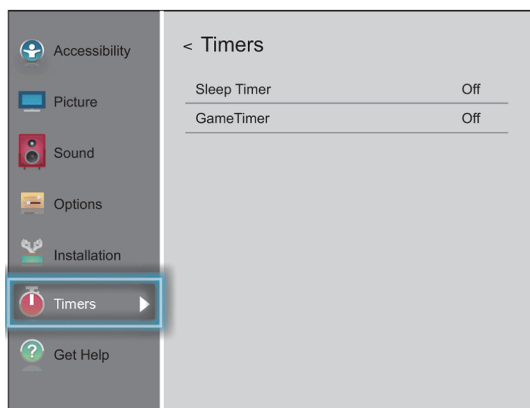 Accessibility
Picture
Sound
Options
Installation
Timers
Get Help
< Timers
Sleep Timer Off
GameTimer Off